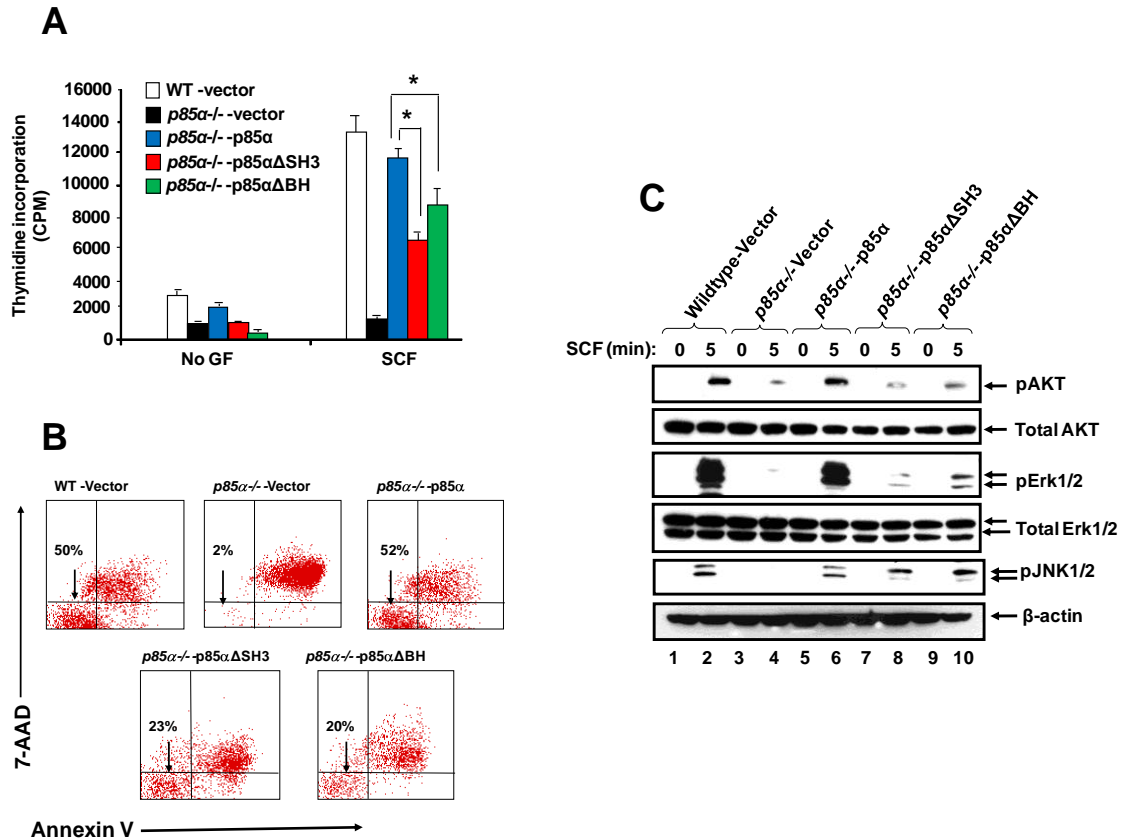 A
Thymidine incorporation
(CPM)
16000
14000
12000
10000
8000
6000
4000
2000
0
WT -vector
p85α-/- -vector
p85α-/- -p85α
p85α-/- -p85αΔSH3
p85α-/- -p85αΔBH
*
*
No GF
SCF
B
WT -Vector
p85α-/- -Vector
p85α-/- -p85α
50%
2%
52%
p85α-/- -p85αΔSH3
p85α-/- -p85αΔBH
23%
20%
7-AAD
Annexin V
C
Wildtype-Vector
p85α-/- Vector
p85α-/- -p85α
p85α-/- -p85αΔSH3
p85α-/- -p85αΔBH
SCF (min): 0 5 0 5 0 5 0 5 0 5
pAKT
Total AKT
pErk1/2
Total Erk1/2
pJNK1/2
β-actin
1 2 3 4 5 6 7 8 9 10